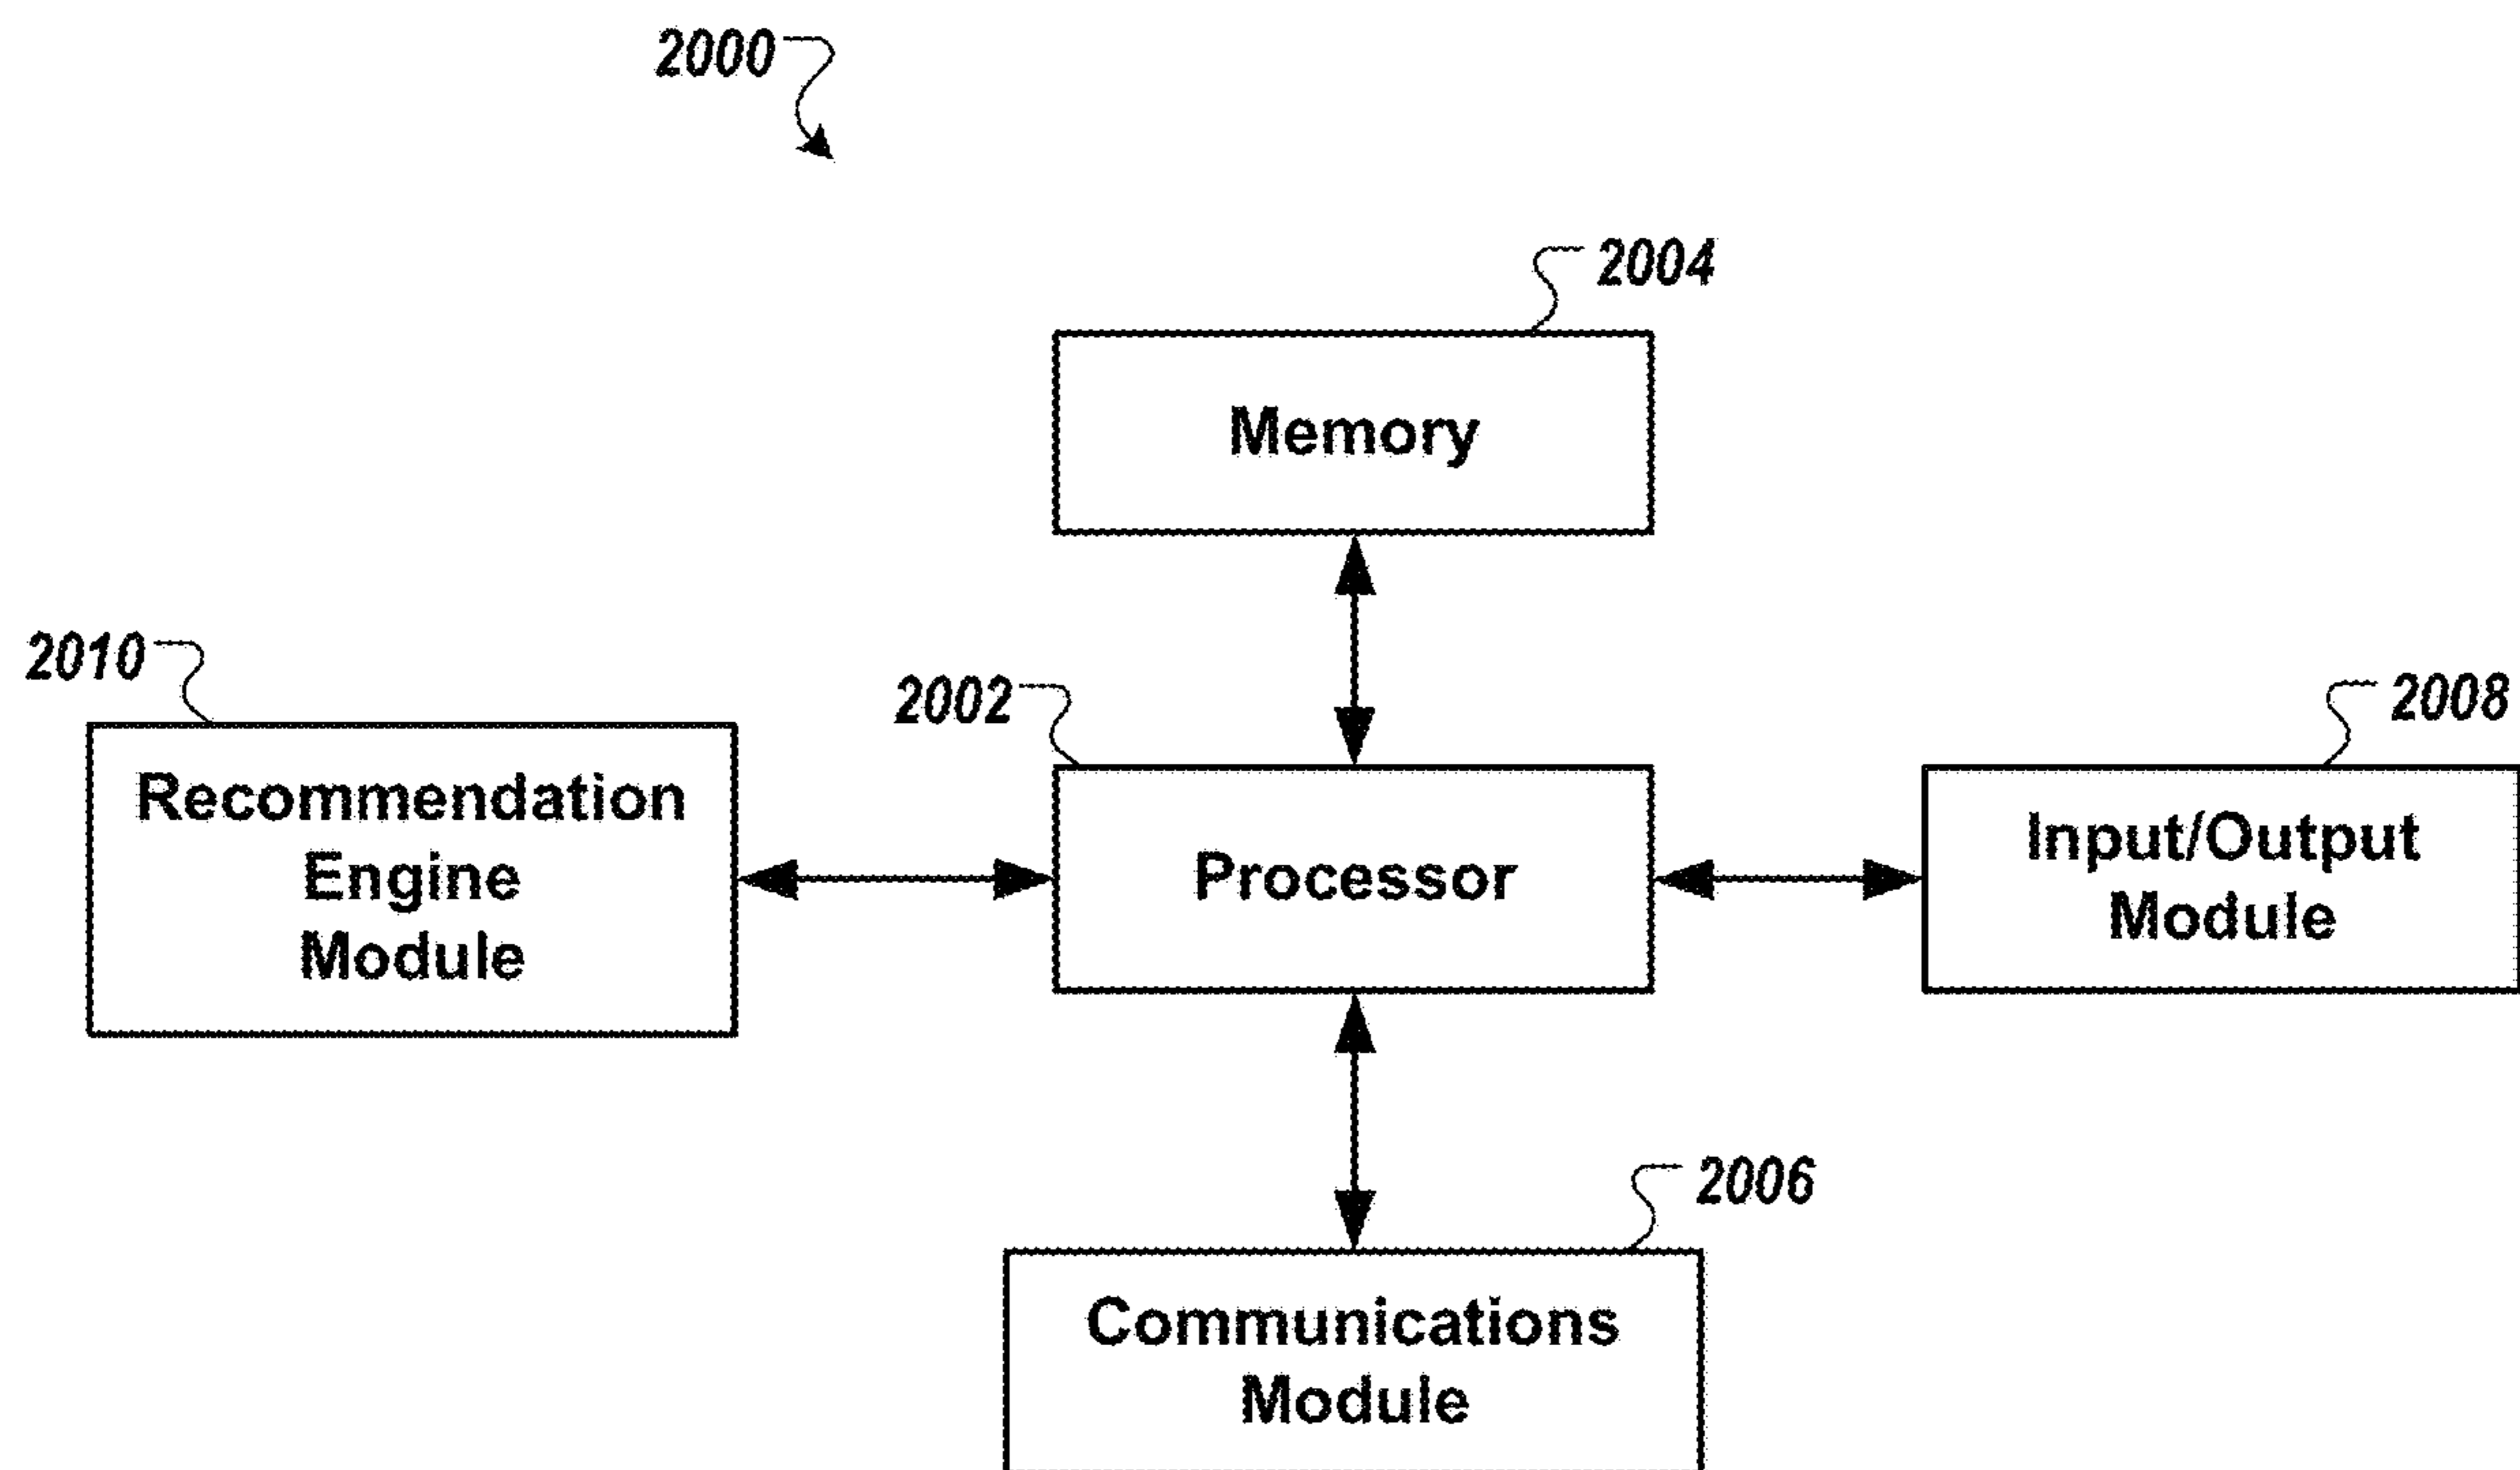 2000
2004
Memory
2010
2002
2008
Recommendation
Engine
Module
Processor
Input/Output
Module
2006
Communications
Module